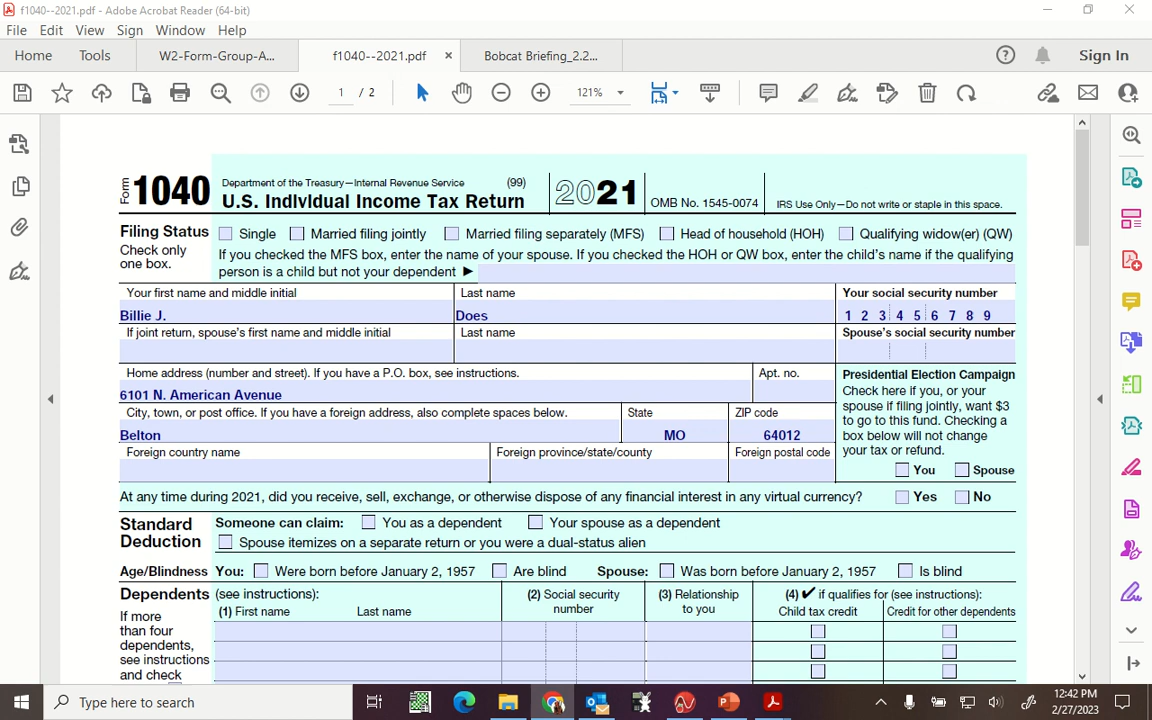 f1040--2021.pdf - Adobe Acrobat Reader (64-bit)
File Edit View Sign Window Help
Home Tools W2-Form-Group-A... f1040--2021.pdf × Bobcat Briefing_2.2... Sign In
1 / 2 121%
Form 1040 Department of the Treasury—Internal Revenue Service (99)
U.S. Individual Income Tax Return 2021 OMB No. 1545-0074 IRS Use Only—Do not write or staple in this space.
Filing Status
Check only
one box.
Single Married filing jointly Married filing separately (MFS) Head of household (HOH) Qualifying widow(er) (QW)
If you checked the MFS box, enter the name of your spouse. If you checked the HOH or QW box, enter the child's name if the qualifying
person is a child but not your dependent ▶
Your first name and middle initial Last name Your social security number
Billie J. Does 1 2 3 4 5 6 7 8 9
If joint return, spouse's first name and middle initial Last name Spouse's social security number
Home address (number and street). If you have a P.O. box, see instructions. Apt. no.
6101 N. American Avenue
City, town, or post office. If you have a foreign address, also complete spaces below. State ZIP code
Belton MO 64012
Foreign country name Foreign province/state/county Foreign postal code
Presidential Election Campaign
Check here if you, or your
spouse if filing jointly, want $3
to go to this fund. Checking a
box below will not change
your tax or refund.
You Spouse
At any time during 2021, did you receive, sell, exchange, or otherwise dispose of any financial interest in any virtual currency? Yes No
Standard
Deduction
Someone can claim: You as a dependent Your spouse as a dependent
Spouse itemizes on a separate return or you were a dual-status alien
Age/Blindness You: Were born before January 2, 1957 Are blind Spouse: Was born before January 2, 1957 Is blind
Dependents (see instructions):
If more
than four
dependents,
see instructions
and check
(1) First name Last name
(2) Social security
number
(3) Relationship
to you
(4) ✔ if qualifies for (see instructions):
Child tax credit Credit for other dependents
Type here to search
12:42 PM
2/27/2023